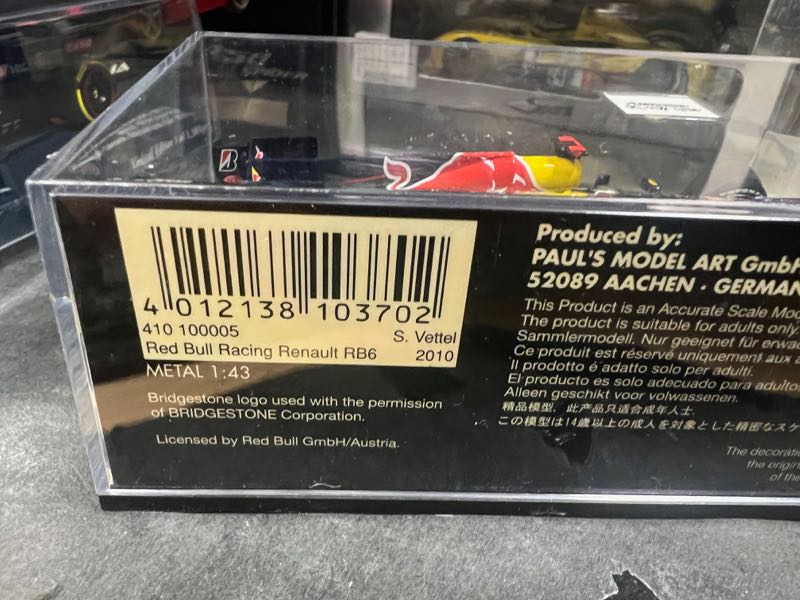 4 012138 103702
410 100005
S. Vettel
Red Bull Racing Renault RB6
2010
METAL 1:43
Bridgestone logo used with the permission
of BRIDGESTONE Corporation.
Licensed by Red Bull GmbH/Austria.
Produced by:
PAUL'S MODEL ART GmbH
52089 AACHEN · GERMAN
This Product is an Accurate Scale Mod
The product is suitable for adults only
Sammlermodell. Nur geeignet für erwac
Ce produit est réservé uniquement aux a
Il prodotto é adatto solo per adulti.
El producto es solo adecuado para adultos
Alleen geschikt voor volwassenen.
精品模型，此产品只适合成年人士.
この模型は14歳以上の成人を対象とした精密なスケ
The decoratio
the origin
of the